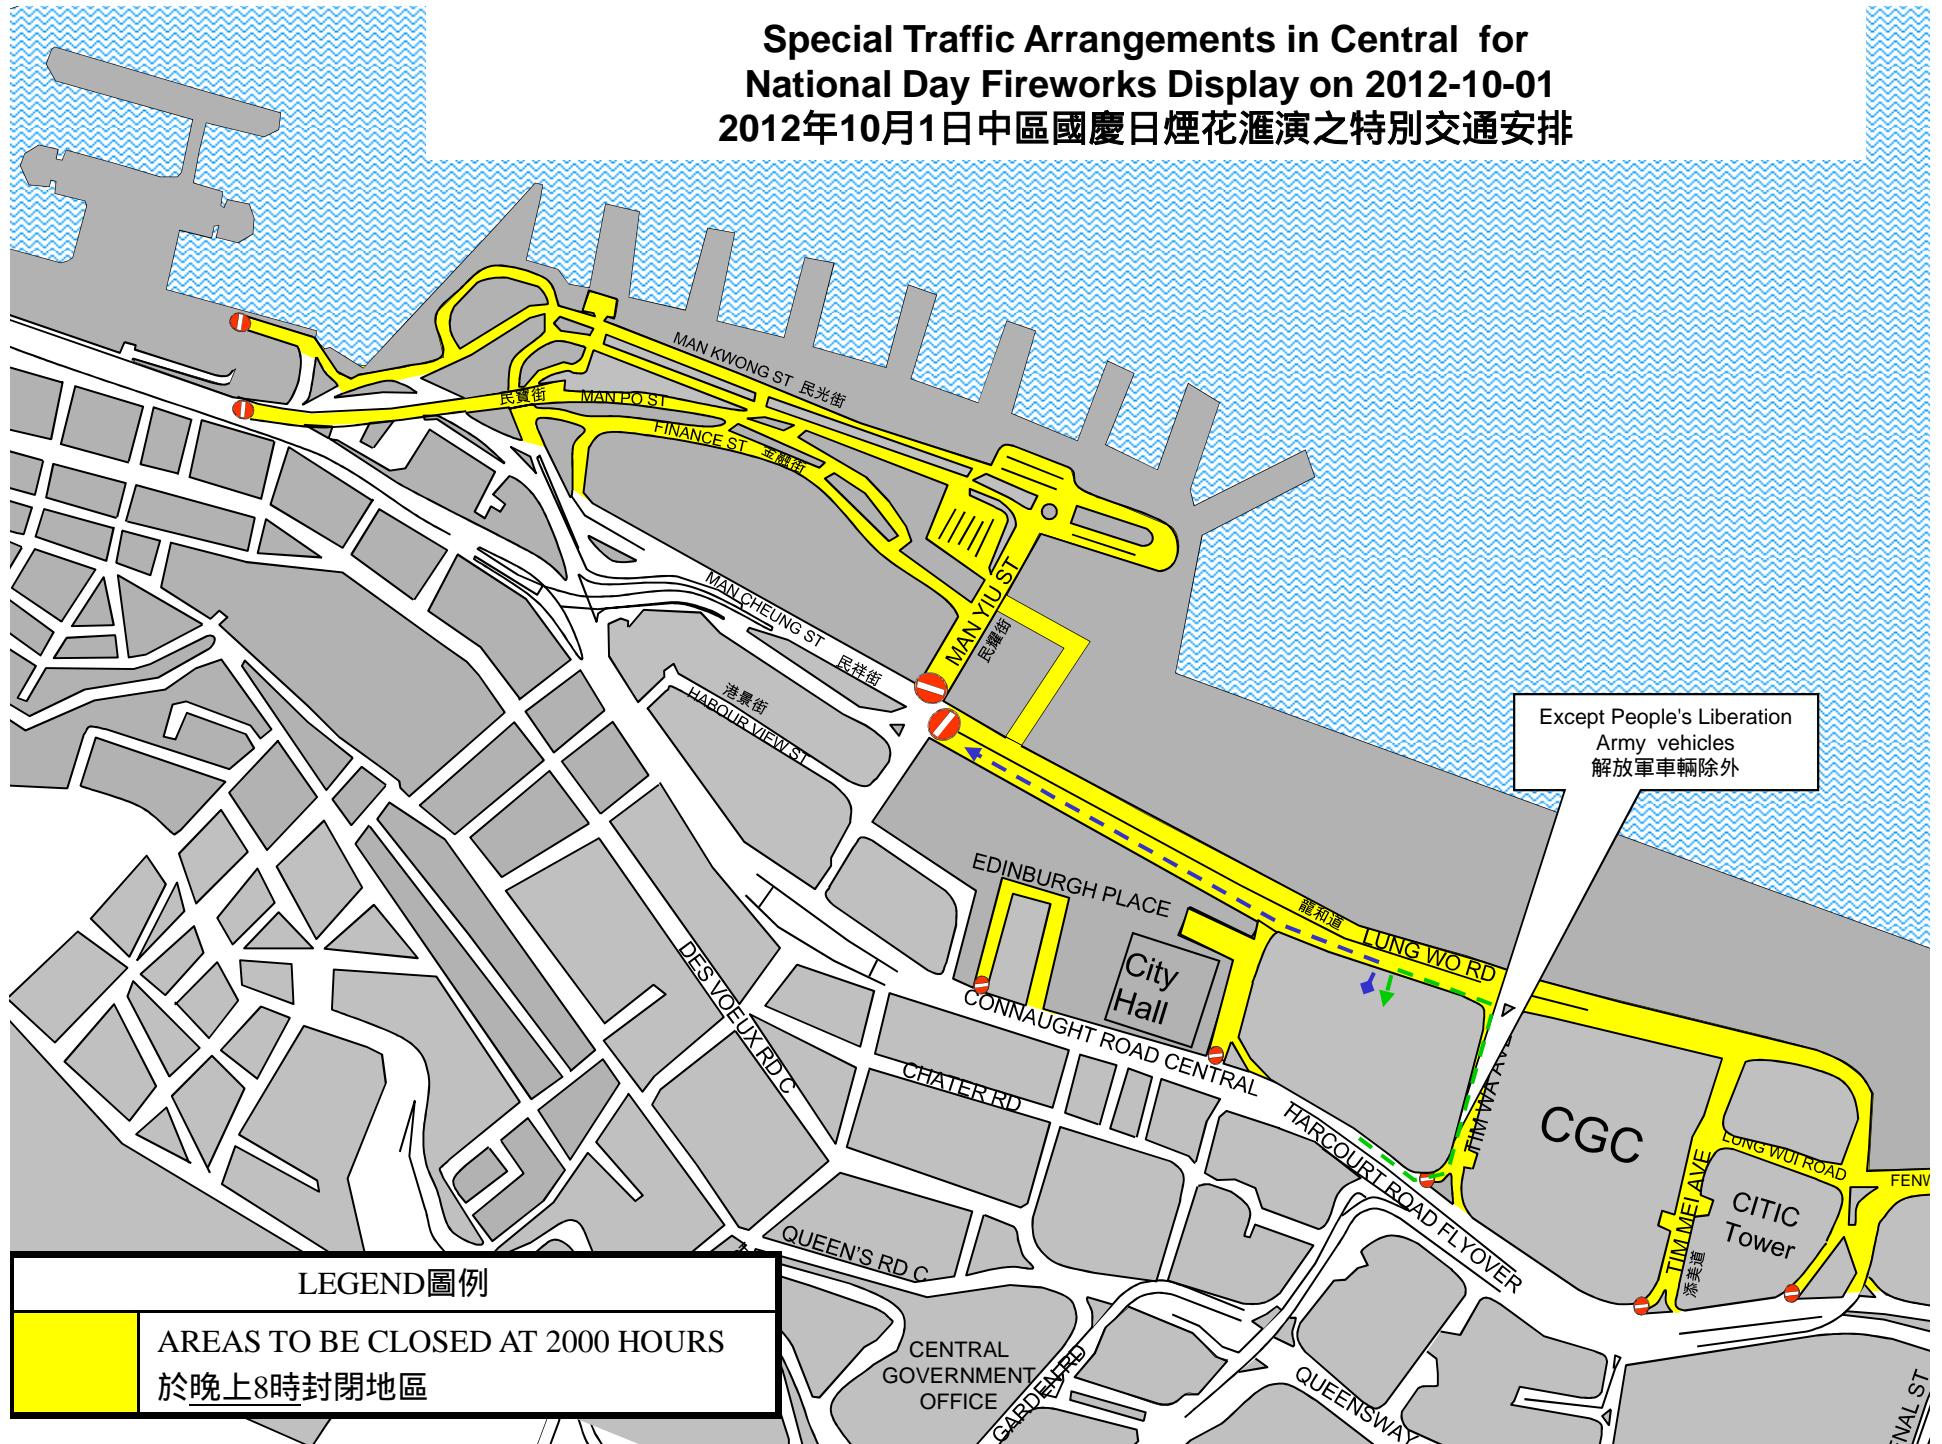 Special Traffic Arrangements in Central for
National Day Fireworks Display on 2012-10-01
2012年10月1日中區國慶日煙花滙演之特別交通安排
MAN KWONG ST 民光街
民寶街 MAN PO ST
FINANCE ST 金融街
MAN YIU ST
民耀街
MAN CHEUNG ST 民祥街
港景街
HABOUR VIEW ST
Except People's Liberation
Army vehicles
解放軍車輛除外
EDINBURGH PLACE
龍和道
LUNG WO RD
City
Hall
DES VOEUX RD C
CONNAUGHT ROAD CENTRAL
CHATER RD
HARCOURT ROAD FLYOVER
TIM WA AVE
CGC
LUNG WUI ROAD
TIM MEI AVE
添美道
CITIC
Tower
FENW
QUEEN'S RD C
CENTRAL
GOVERNMENT
OFFICE
GARDEN RD
QUEENSWAY
NAL ST
LEGEND圖例
AREAS TO BE CLOSED AT 2000 HOURS
於晚上8時封閉地區